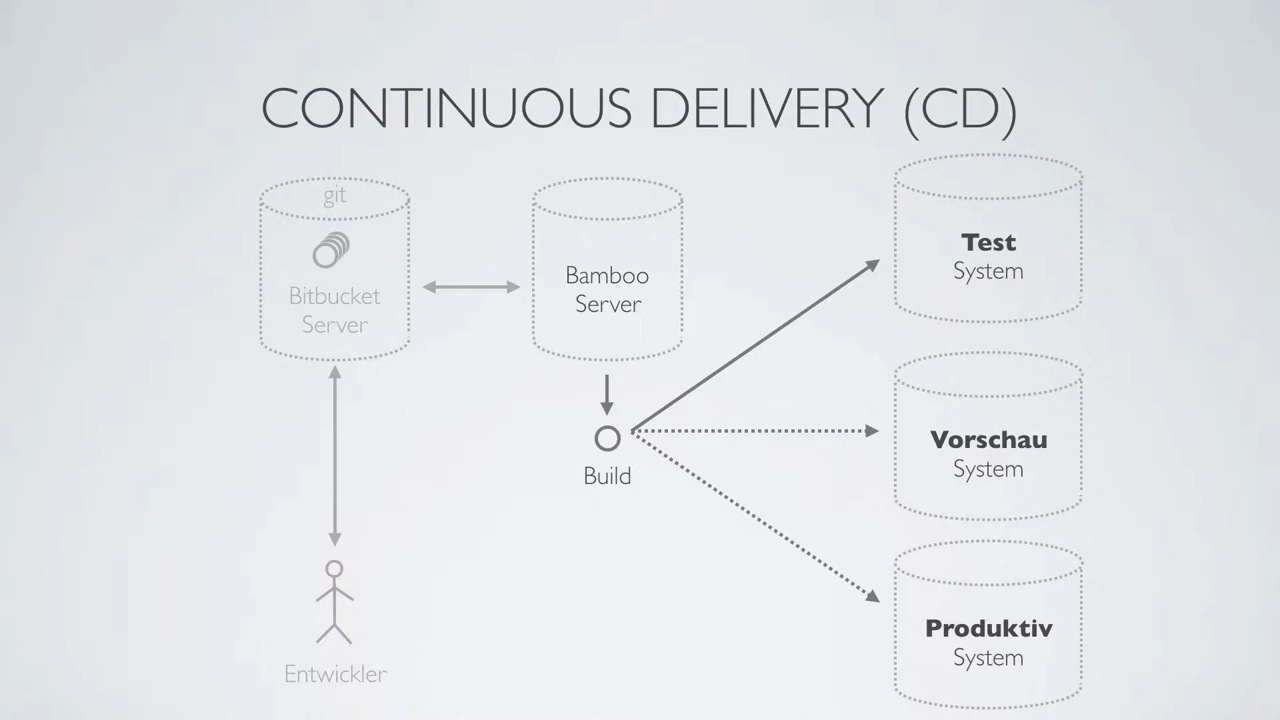 CONTINUOUS DELIVERY (CD)
git
Bitbucket
Server
Bamboo
Server
Build
Test
System
Vorschau
System
Produktiv
System
Entwickler